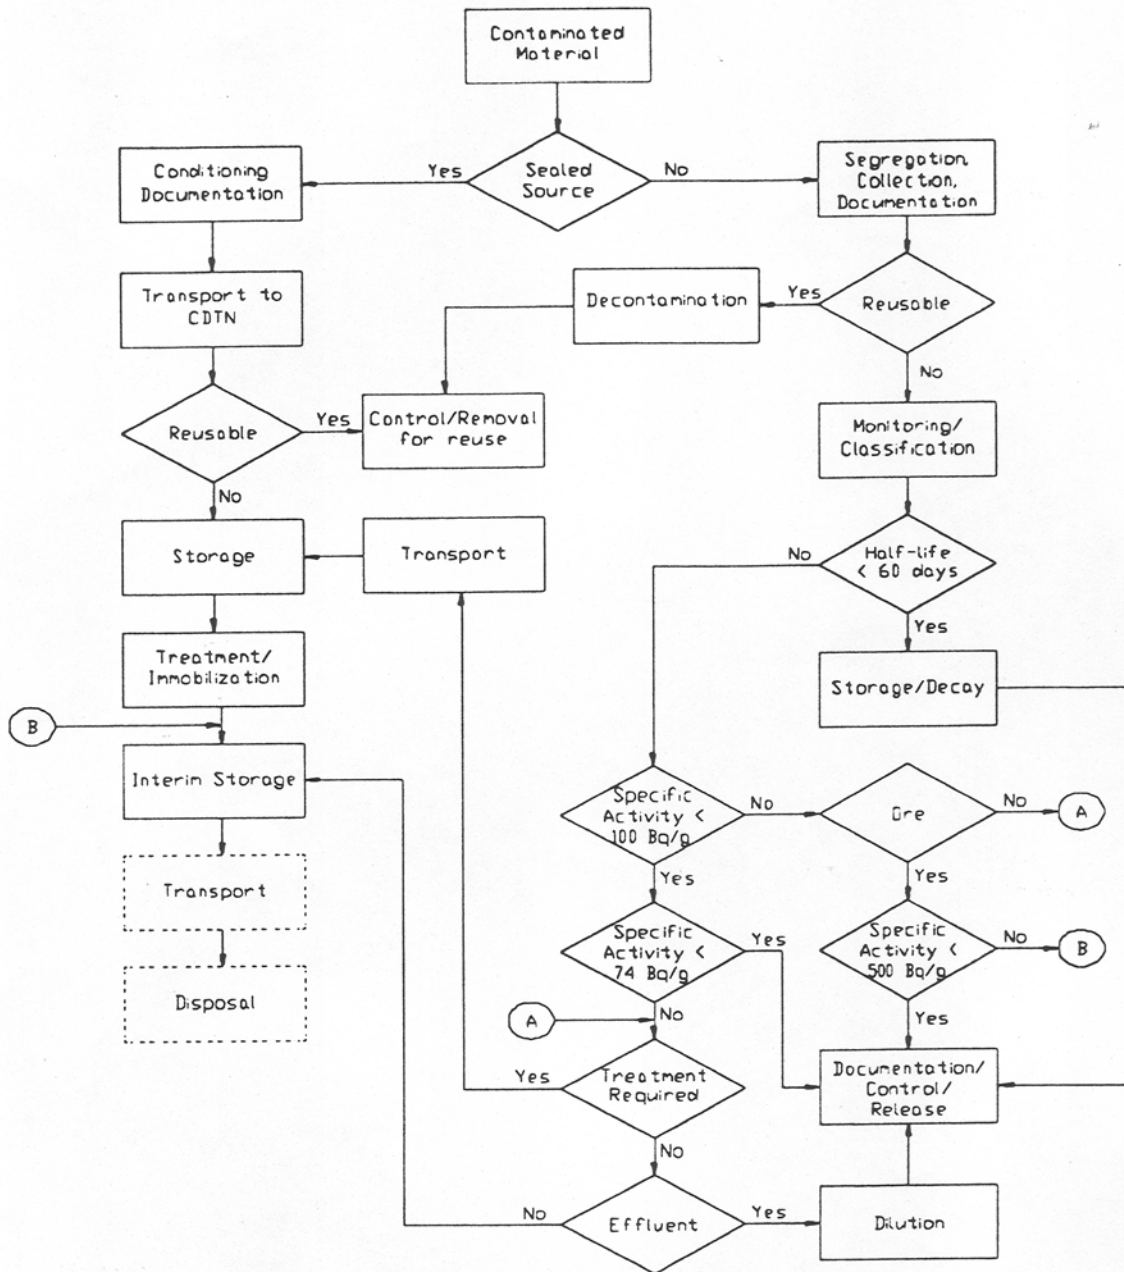 Contaminated
Material
Sealed
Source
Yes
No
Conditioning
Documentation
Segregation,
Collection,
Documentation
Transport to
CDTN
Decontamination
Yes
Reusable
No
Reusable
Yes
Control/Removal
for reuse
No
Monitoring/
Classification
Storage
Transport
No
Half-life
< 60 days
Yes
Treatment/
Immobilization
Storage/Decay
B
Interim Storage
Specific
Activity <
100 Bq/g
No
Ore
No
A
Yes
Yes
Transport
Specific
Activity <
74 Bq/g
Yes
Specific
Activity <
500 Bq/g
No
B
Disposal
A
No
Yes
Yes
Treatment
Required
Documentation/
Control/
Release
No
No
Effluent
Yes
Dilution